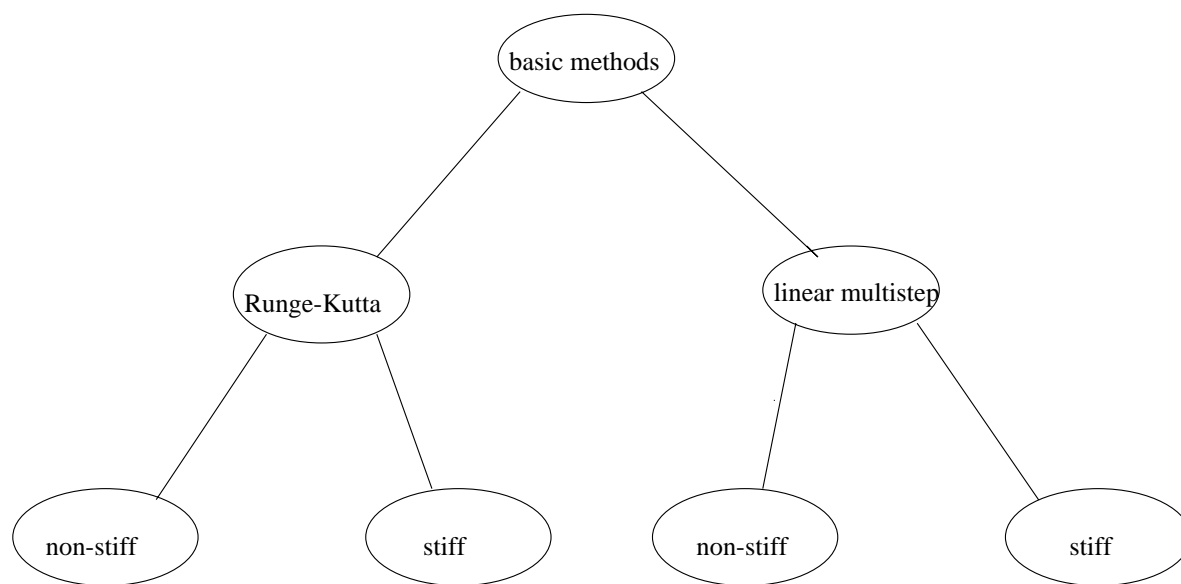 basic methods
Runge-Kutta
linear multistep
non-stiff
stiff
non-stiff
stiff